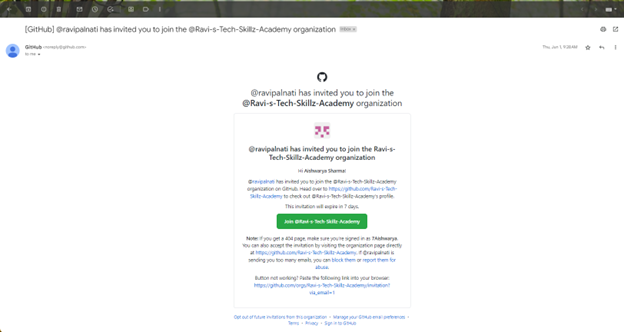 [GitHub] @ravipalnati has invited you to join the @Ravi-s-Tech-Skillz-Academy organization Inbox ×
GitHub <noreply@github.com>
to me
Thu, Jun 1, 9:38 AM
@ravipalnati has invited you to join the
@Ravi-s-Tech-Skillz-Academy organization
@ravipalnati has invited you to join the Ravi-s-
Tech-Skillz-Academy organization
Hi Aishwarya Sharma!
@ravipalnati has invited you to join the @Ravi-s-Tech-Skillz-Academy
organization on GitHub. Head over to https://github.com/Ravi-s-Tech-
Skillz-Academy to check out @Ravi-s-Tech-Skillz-Academy's profile.
This invitation will expire in 7 days.
Join @Ravi-s-Tech-Skillz-Academy
Note: If you get a 404 page, make sure you're signed in as
You can also accept the invitation by visiting the organization page directly
at https://github.com/Ravi-s-Tech-Skillz-Academy. If @ravipalnati is
sending you too many emails, you can block them or report them for
abuse.
Button not working? Paste the following link into your browser:
https://github.com/orgs/Ravi-s-Tech-Skillz-Academy/invitation?
via_email=1
Opt out of future invitations from this organization · Manage your GitHub email preferences ·
Terms · Privacy · Sign in to GitHub